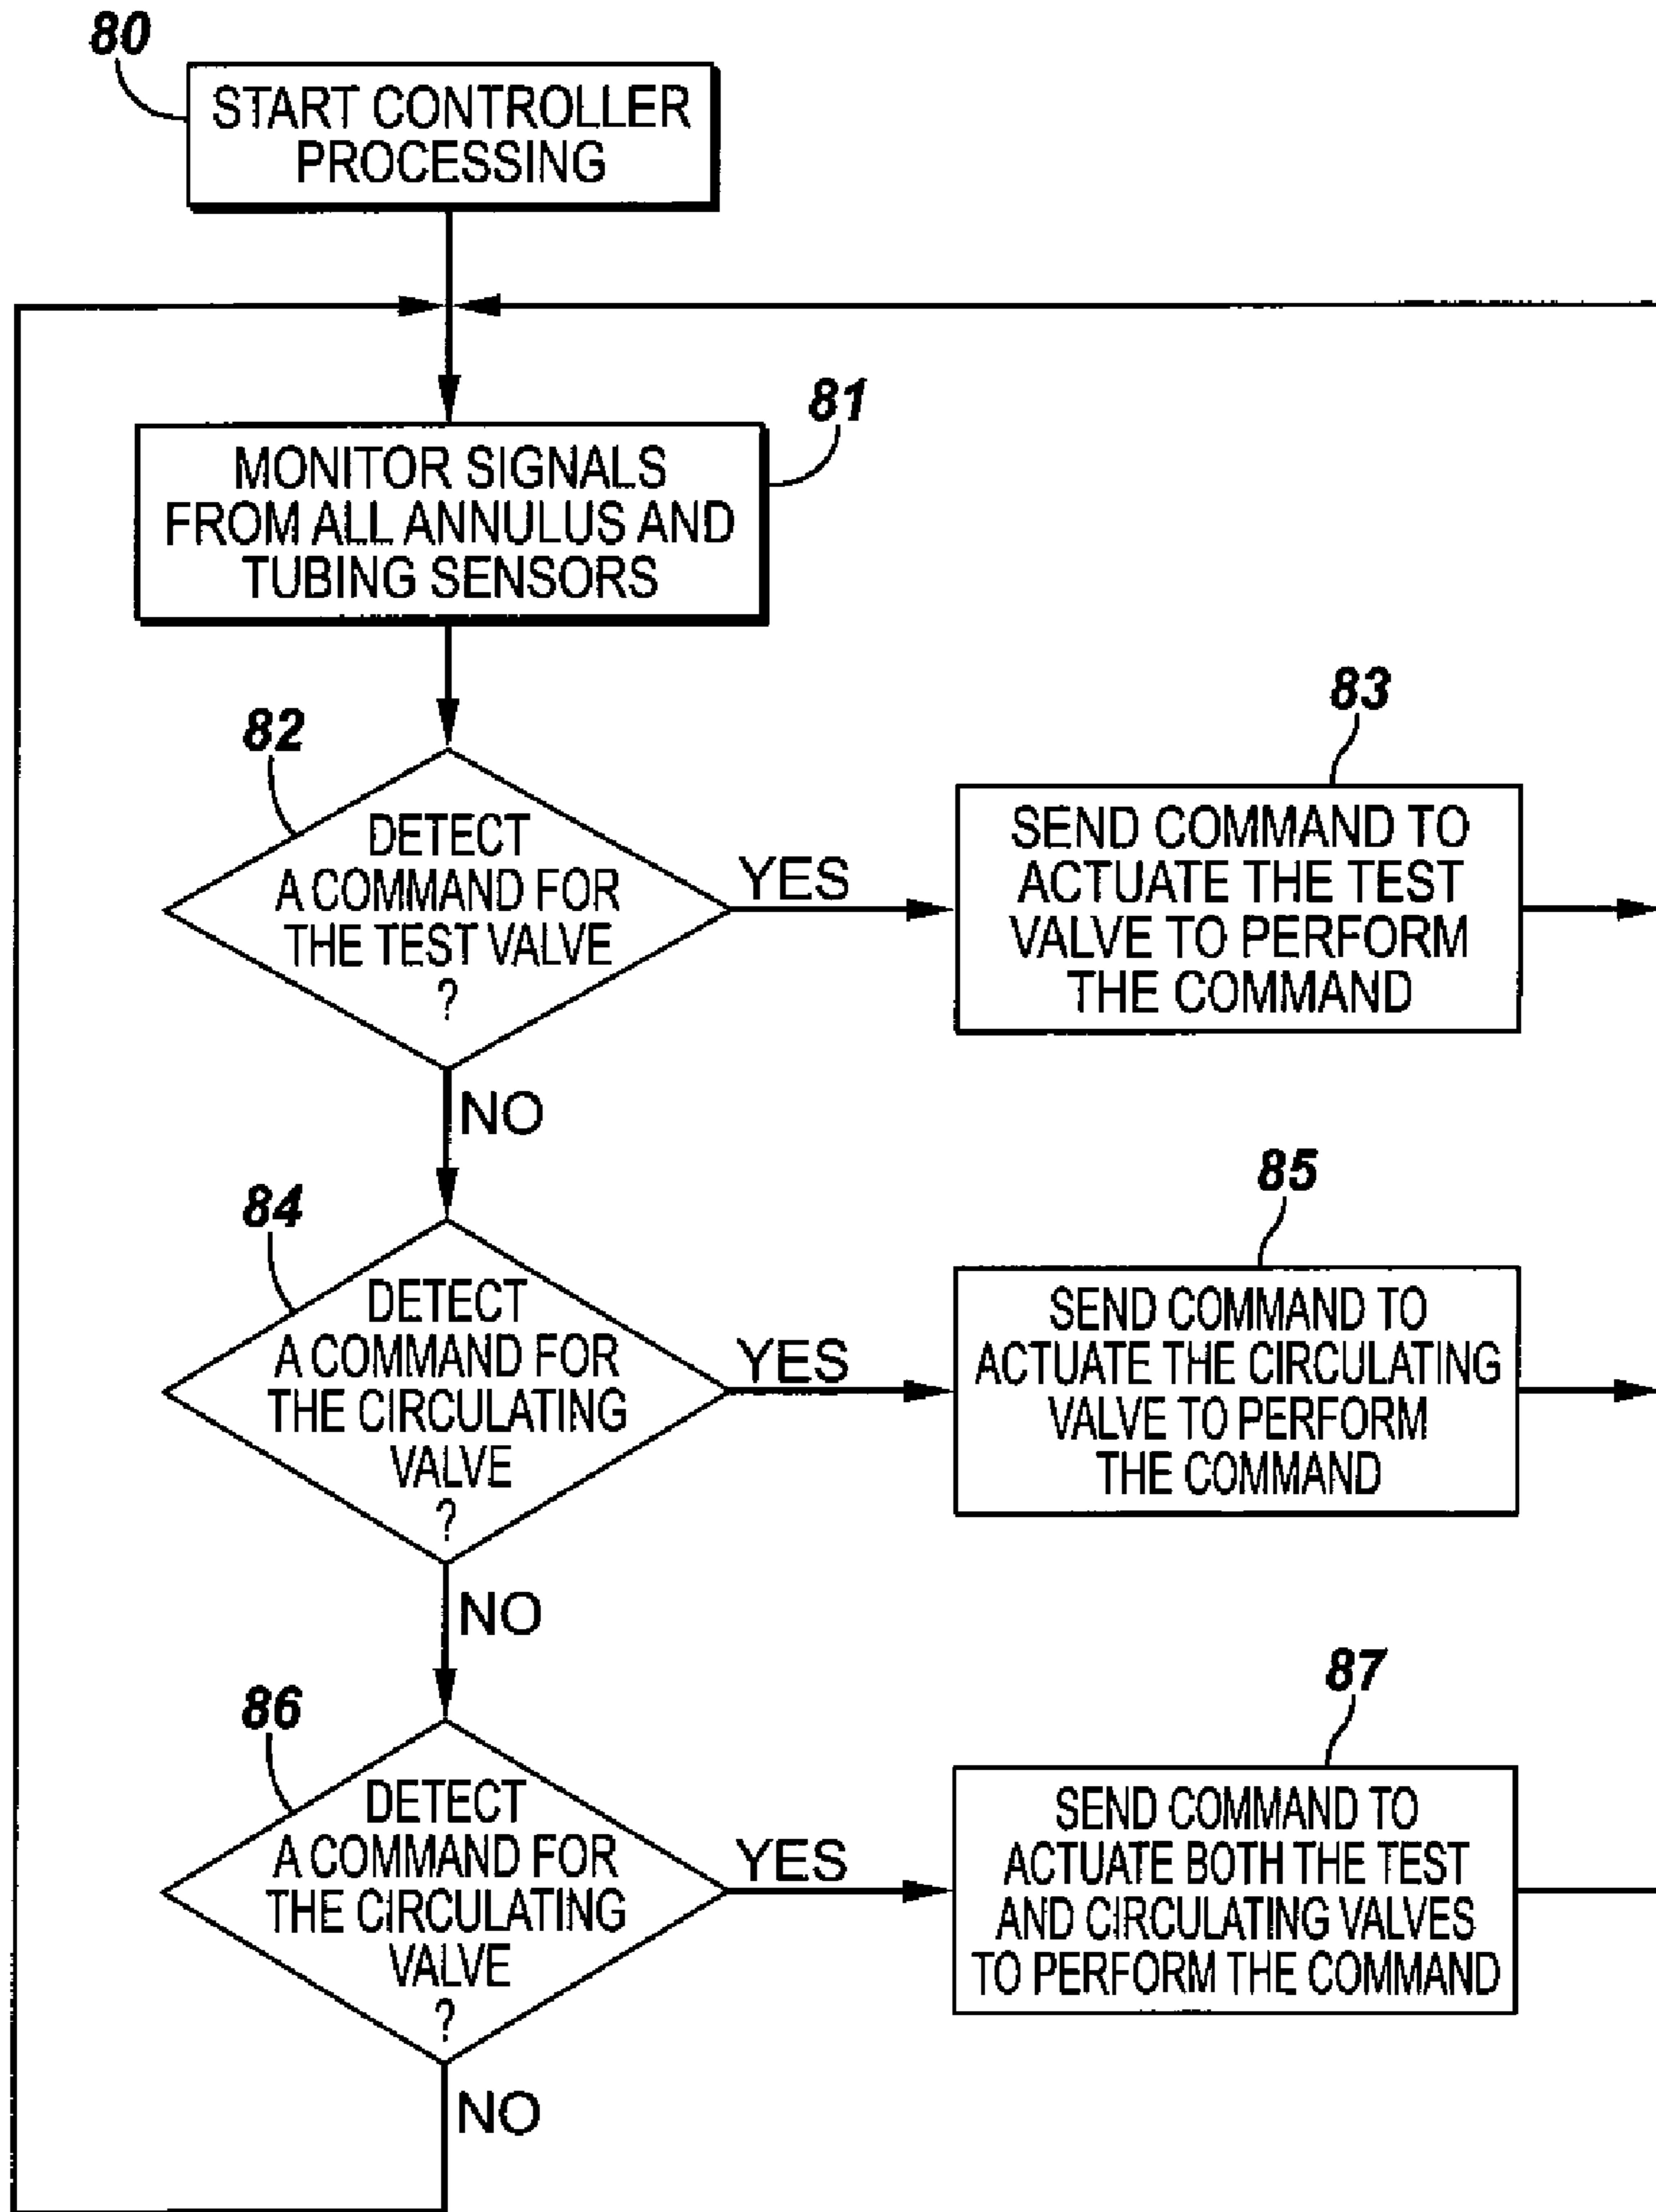 80
START CONTROLLER
PROCESSING
81
MONITOR SIGNALS
FROM ALL ANNULUS AND
TUBING SENSORS
82
DETECT
A COMMAND FOR
THE TEST VALVE
?
YES
83
SEND COMMAND TO
ACTUATE THE TEST
VALVE TO PERFORM
THE COMMAND
NO
84
DETECT
A COMMAND FOR
THE CIRCULATING
VALVE
?
YES
85
SEND COMMAND TO
ACTUATE THE CIRCULATING
VALVE TO PERFORM
THE COMMAND
NO
86
DETECT
A COMMAND FOR
THE CIRCULATING
VALVE
?
YES
87
SEND COMMAND TO
ACTUATE BOTH THE TEST
AND CIRCULATING VALVES
TO PERFORM THE COMMAND
NO